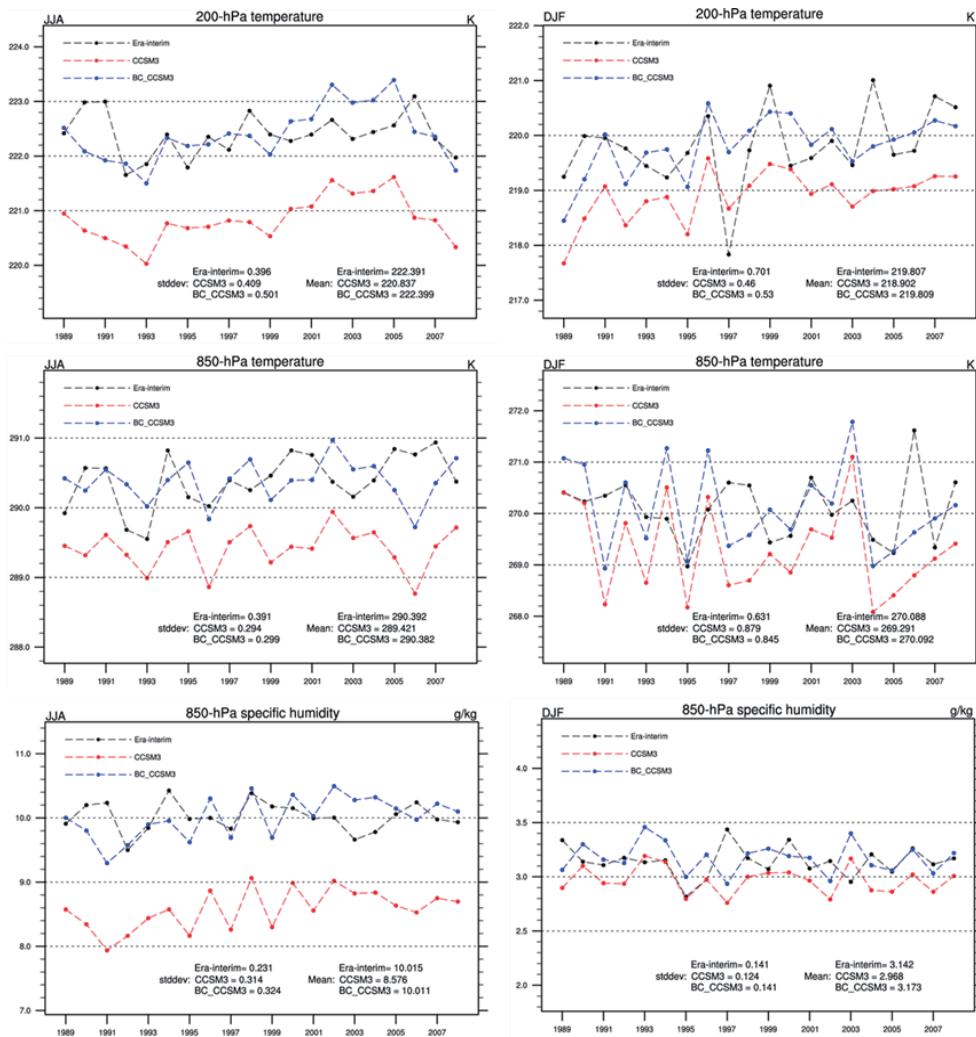 JJA 200-hPa temperature K
224.0
223.0
222.0
221.0
220.0
Era-interim
CCSM3
BC_CCSM3
Era-interim= 0.396 Era-interim= 222.391
stddev: CCSM3 = 0.409 Mean: CCSM3 = 220.837
BC_CCSM3 = 0.501 BC_CCSM3 = 222.399
1989 1991 1993 1995 1997 1999 2001 2003 2005 2007
DJF 200-hPa temperature K
222.0
221.0
220.0
219.0
218.0
217.0
Era-interim
CCSM3
BC_CCSM3
Era-interim= 0.701 Era-interim= 219.807
stddev: CCSM3 = 0.46 Mean: CCSM3 = 218.902
BC_CCSM3 = 0.53 BC_CCSM3 = 219.809
1989 1991 1993 1995 1997 1999 2001 2003 2005 2007
JJA 850-hPa temperature K
291.0
290.0
289.0
288.0
Era-interim
CCSM3
BC_CCSM3
Era-interim= 0.391 Era-interim= 290.392
stddev: CCSM3 = 0.294 Mean: CCSM3 = 289.421
BC_CCSM3 = 0.299 BC_CCSM3 = 290.382
1989 1991 1993 1995 1997 1999 2001 2003 2005 2007
DJF 850-hPa temperature K
272.0
271.0
270.0
269.0
268.0
Era-interim
CCSM3
BC_CCSM3
Era-interim= 0.631 Era-interim= 270.088
stddev: CCSM3 = 0.879 Mean: CCSM3 = 269.291
BC_CCSM3 = 0.845 BC_CCSM3 = 270.092
1989 1991 1993 1995 1997 1999 2001 2003 2005 2007
JJA 850-hPa specific humidity g/kg
11.0
10.0
9.0
8.0
7.0
Era-interim
CCSM3
BC_CCSM3
Era-interim= 0.231 Era-interim= 10.015
stddev: CCSM3 = 0.314 Mean: CCSM3 = 8.576
BC_CCSM3 = 0.324 BC_CCSM3 = 10.011
1989 1991 1993 1995 1997 1999 2001 2003 2005 2007
DJF 850-hPa specific humidity g/kg
4.0
3.5
3.0
2.5
2.0
Era-interim
CCSM3
BC_CCSM3
Era-interim= 0.141 Era-interim= 3.142
stddev: CCSM3 = 0.124 Mean: CCSM3 = 2.968
BC_CCSM3 = 0.141 BC_CCSM3 = 3.173
1989 1991 1993 1995 1997 1999 2001 2003 2005 2007